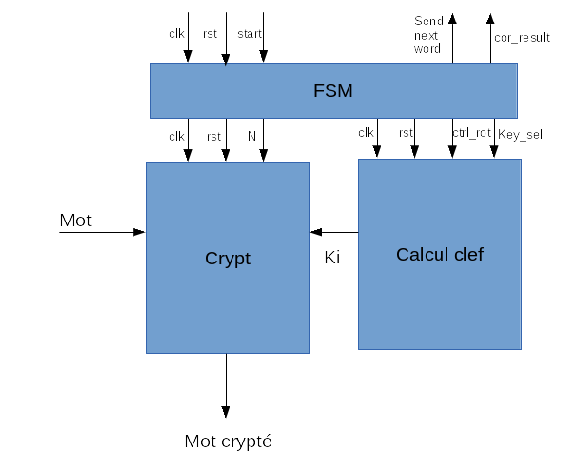 clk rst start
Send
next
word
cor_result
FSM
clk rst N
clk rst ctrl_rot Key_sel
Mot
Crypt
Ki
Calcul clef
Mot crypté